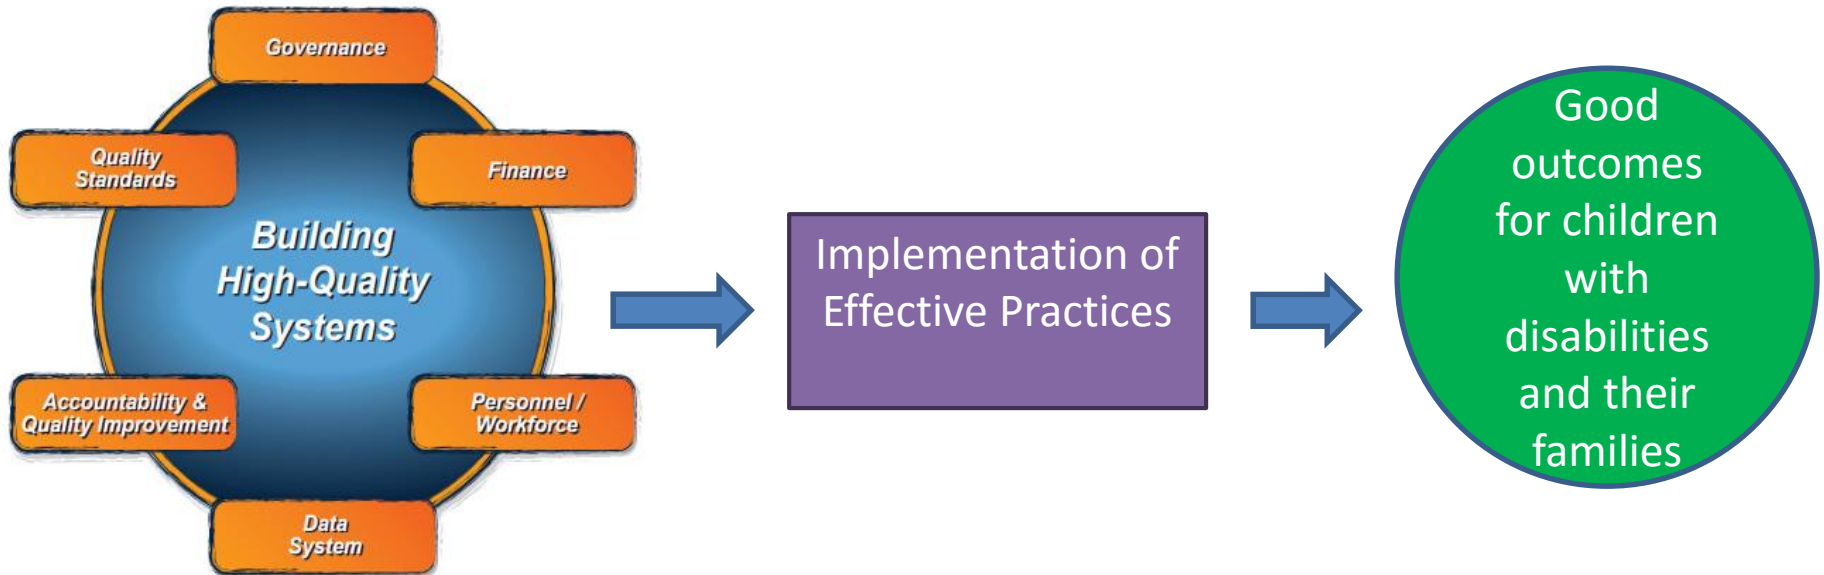 Governance
Quality
Standards
Finance
Building
High-Quality
Systems
Accountability &
Quality Improvement
Personnel /
Workforce
Data
System
Implementation of
Effective Practices
Good
outcomes
for children
with
disabilities
and their
families